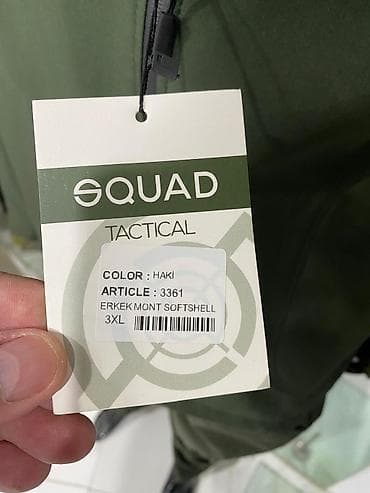 SQUAD
TACTICAL
COLOR : HAKI
ARTICLE : 3361
ERKEK MONT SOFTSHELL
3XL